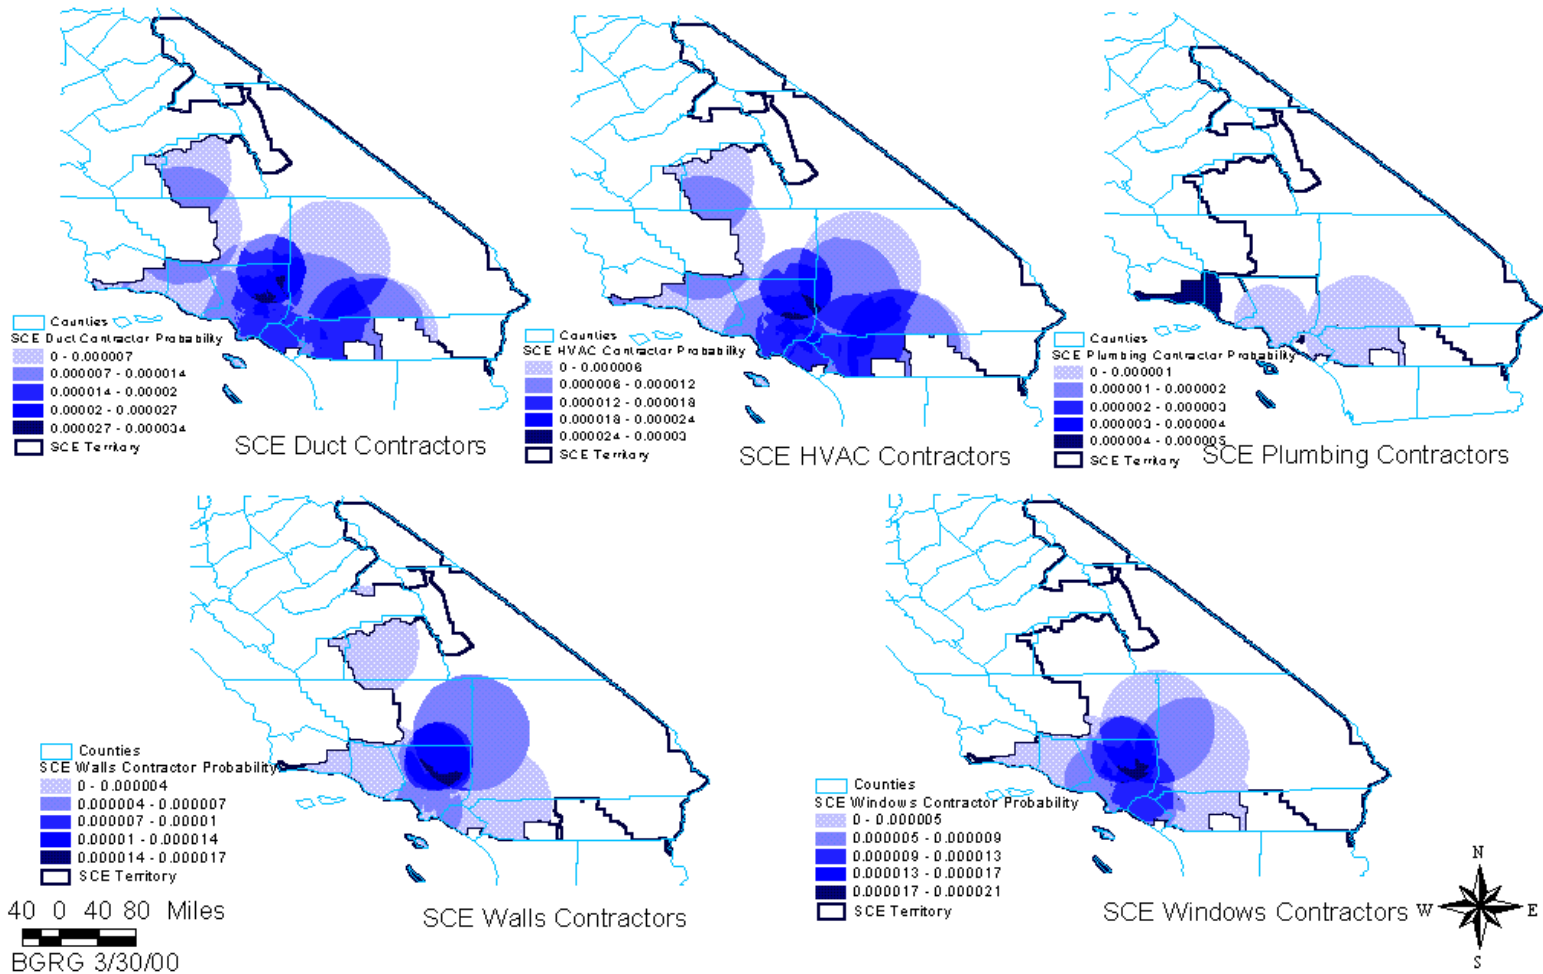 Counties
SCE Duct Contractor Probability
0 - 0.000007
0.000007 - 0.000014
0.000014 - 0.00002
0.00002 - 0.000027
0.000027 - 0.000034
SCE Territory
SCE Duct Contractors
Counties
SCE HVAC Contractor Probability
0 - 0.000006
0.000006 - 0.000012
0.000012 - 0.000018
0.000018 - 0.000024
0.000024 - 0.00003
SCE Territory
SCE HVAC Contractors
Counties
SCE Plumbing Contractor Probability
0 - 0.000001
0.000001 - 0.000002
0.000002 - 0.000003
0.000003 - 0.000004
0.000004 - 0.000005
SCE Territory
SCE Plumbing Contractors
Counties
SCE Walls Contractor Probability
0 - 0.000004
0.000004 - 0.000007
0.000007 - 0.00001
0.00001 - 0.000014
0.000014 - 0.000017
SCE Territory
SCE Walls Contractors
Counties
SCE Windows Contractor Probability
0 - 0.000005
0.000005 - 0.000009
0.000009 - 0.000013
0.000013 - 0.000017
0.000017 - 0.000021
SCE Territory
SCE Windows Contractors
N
W E
S
40 0 40 80 Miles
BGRG 3/30/00